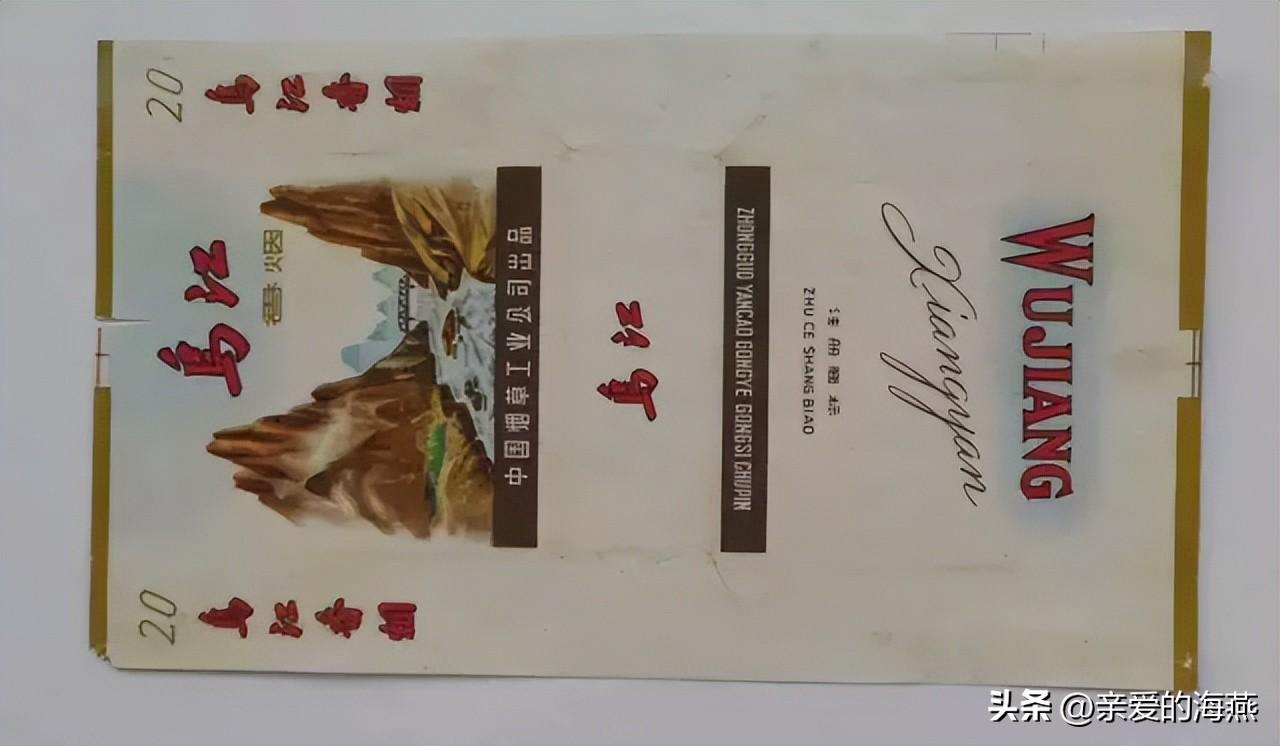 20 乌江香烟
乌江
香烟
中国烟草工业公司出品
20 乌江香烟
乌江
ZHONGGUO YANCAO GONGYE GONGSI CHUPIN
注册商标
ZHU CE SHANG BIAO
Xiangyan
WUJIANG
头条 @亲爱的海燕